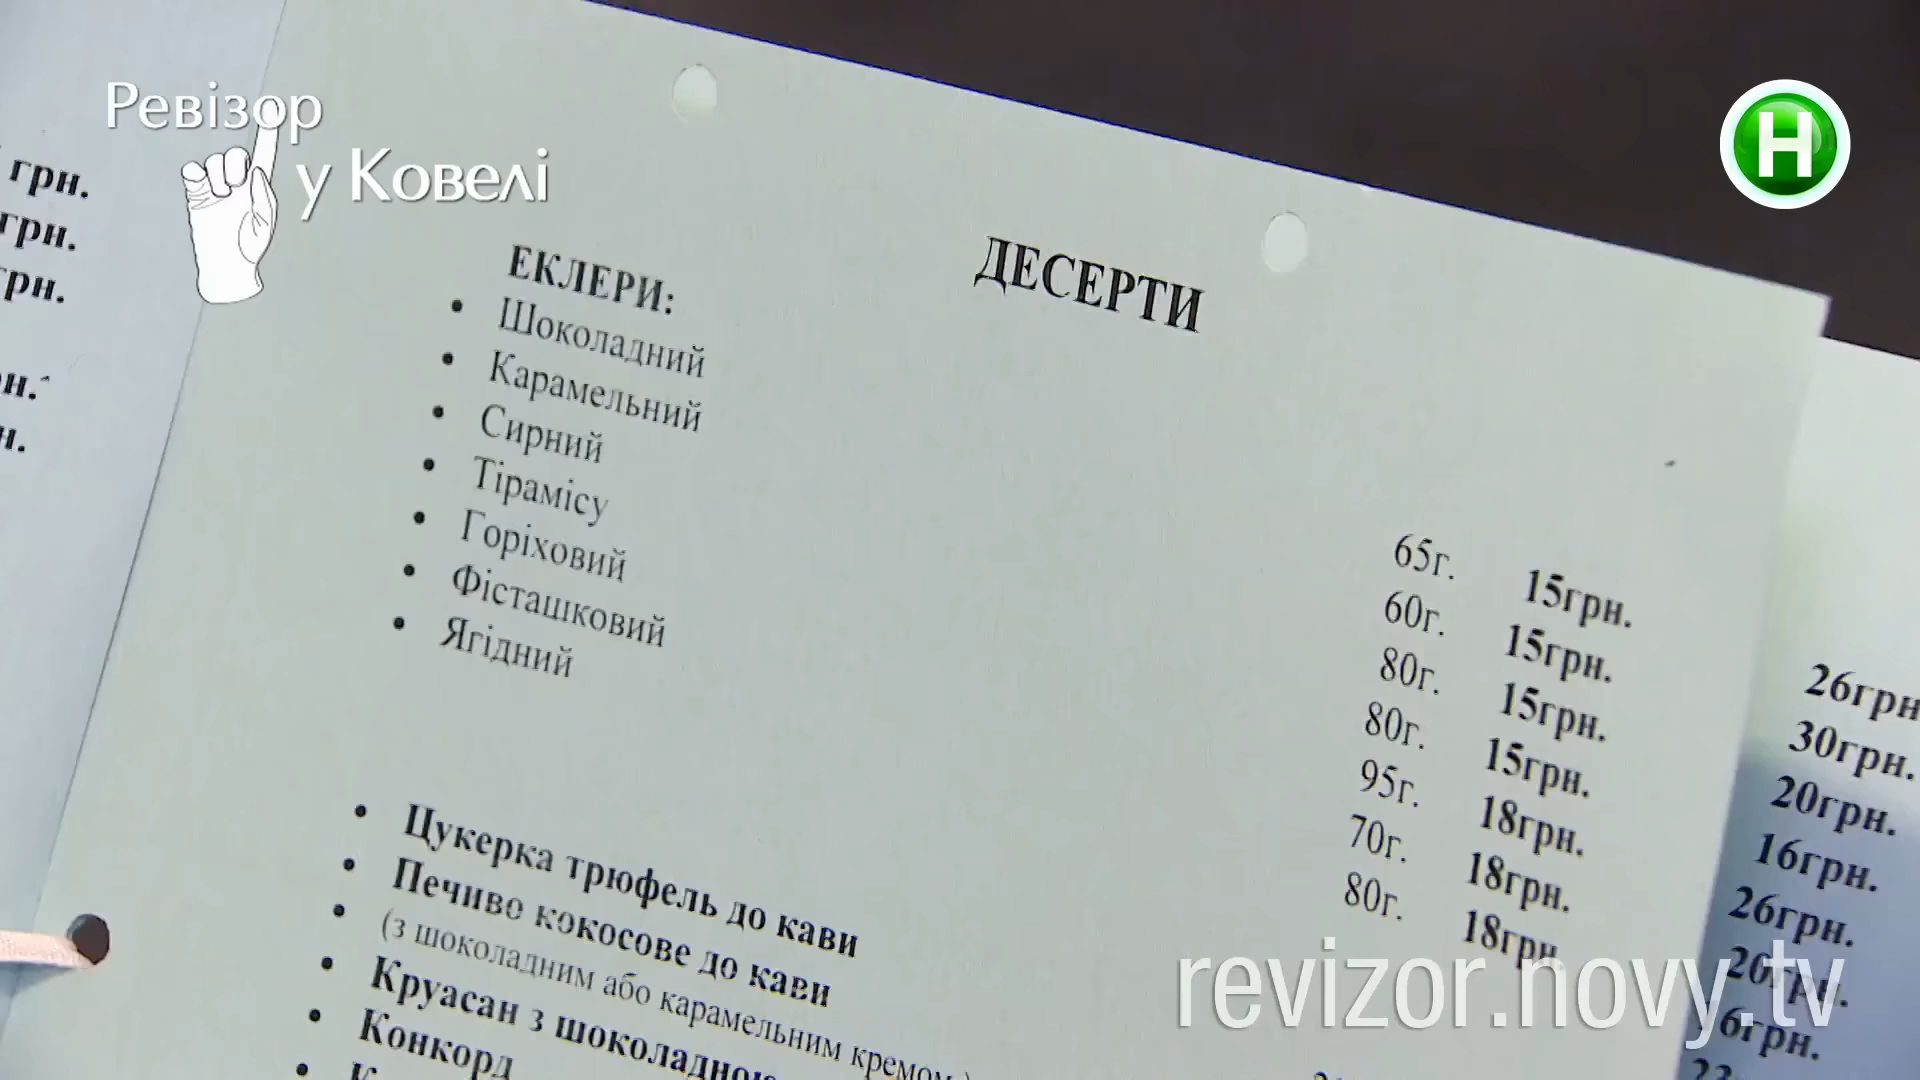 Ревізор
у Ковелі
Н
грн.
грн.
грн.
н.
н.
ДЕСЕРТИ
ЕКЛЕРИ:
• Шоколадний 65г. 15грн.
• Карамельний 60г. 15грн.
• Сирний 80г. 15грн.
• Тірамісу 80г. 15грн.
• Горіховий 95г. 18грн.
• Фісташковий 70г. 18грн.
• Ягідний 80г. 18грн.
• Цукерка трюфель до кави
• Печиво кокосове до кави
• (з шоколадним або карамельним кремом)
• Круасан з шоколадною
• Конкорд
26грн
30грн.
20грн.
16грн.
26грн.
20грн.
6грн.
revizor.novy.tv